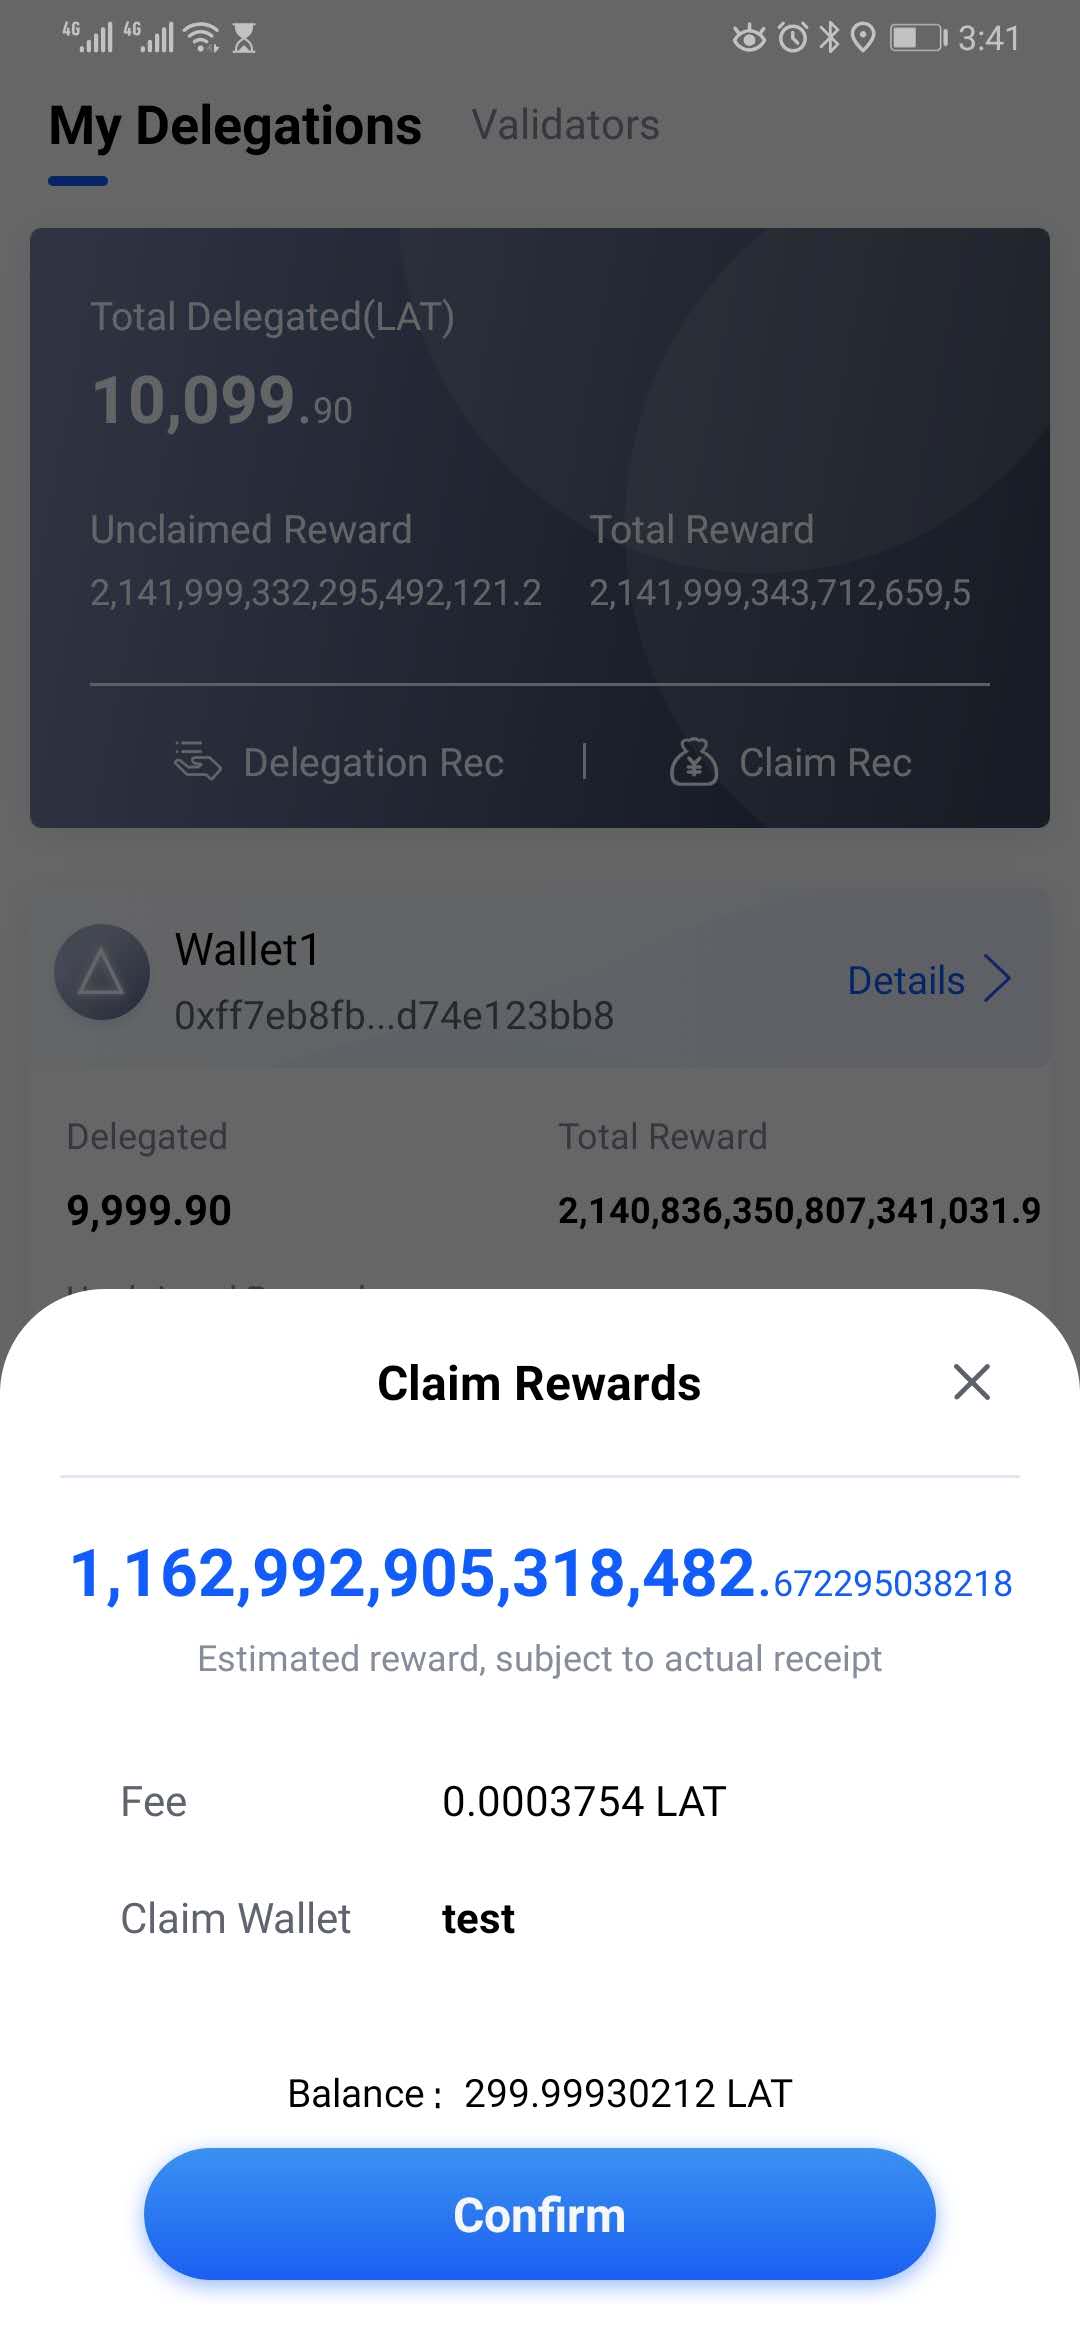 4G 4G 3:41
My Delegations Validators
Total Delegated(LAT)
10,099.90
Unclaimed Reward Total Reward
2,141,999,332,295,492,121.2 2,141,999,343,712,659,5
Delegation Rec | Claim Rec
Wallet1
0xff7eb8fb...d74e123bb8
Details
Delegated Total Reward
9,999.90 2,140,836,350,807,341,031.9
Claim Rewards
1,162,992,905,318,482.672295038218
Estimated reward, subject to actual receipt
Fee 0.0003754 LAT
Claim Wallet test
Balance： 299.99930212 LAT
Confirm